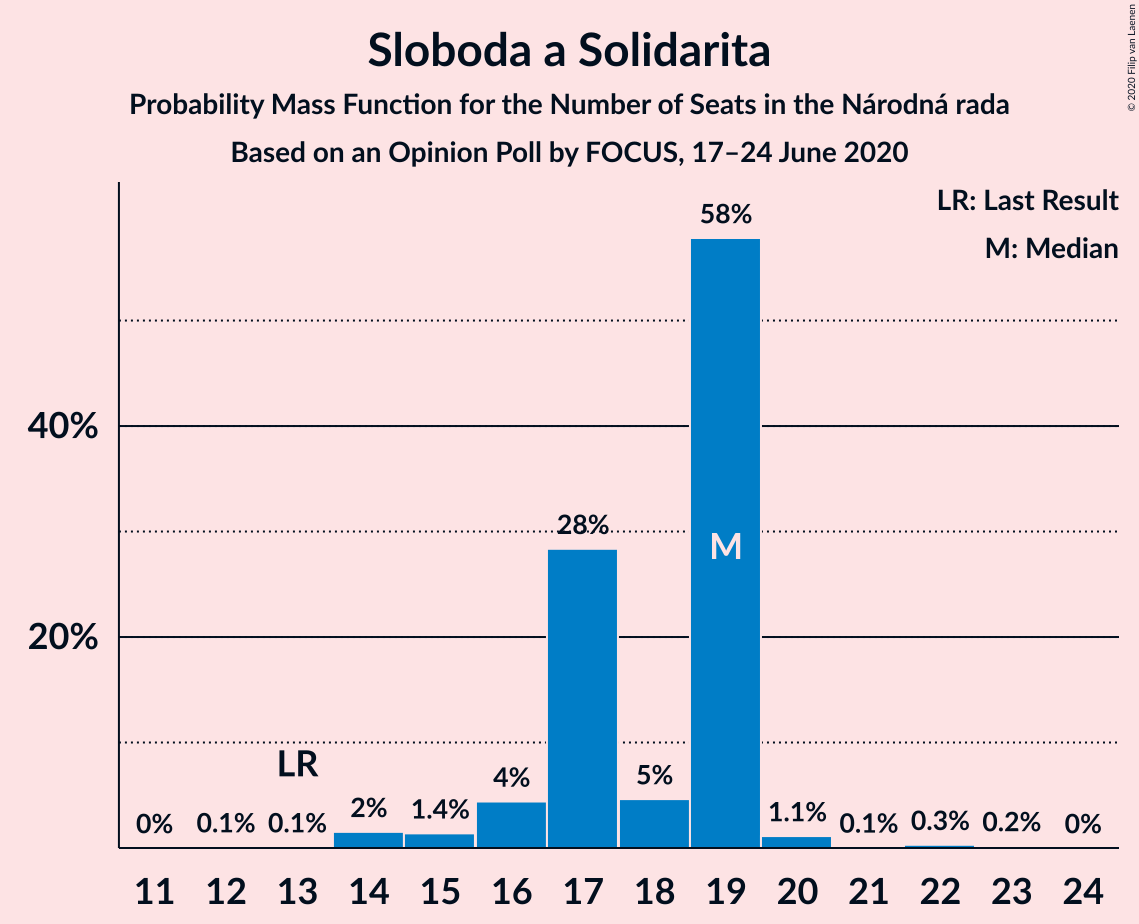 Sloboda a Solidarita
Probability Mass Function for the Number of Seats in the Národná rada
Based on an Opinion Poll by FOCUS, 17–24 June 2020
© 2020 Filip van Laenen
LR: Last Result
M: Median
58%
40%
28%
M
20%
LR
0%
0.1%
0.1%
2%
1.4%
4%
5%
1.1%
0.1%
0.3%
0.2%
0%
11 12 13 14 15 16 17 18 19 20 21 22 23 24